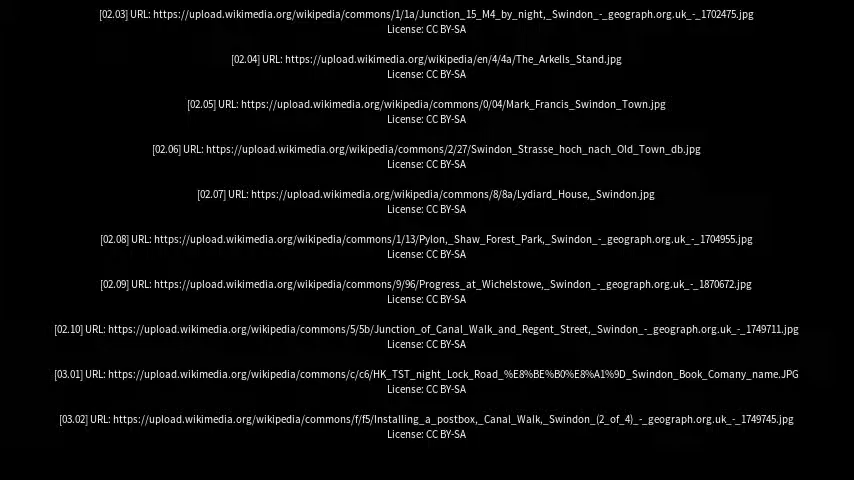 [02.03] URL: https://upload.wikimedia.org/wikipedia/commons/1/1a/Junction_15_M4_by_night,_Swindon_-_geograph.org.uk_-_1702475.jpg
License: CC BY-SA
[02.04] URL: https://upload.wikimedia.org/wikipedia/en/4/4a/The_Arkells_Stand.jpg
License: CC BY-SA
[02.05] URL: https://upload.wikimedia.org/wikipedia/commons/0/04/Mark_Francis_Swindon_Town.jpg
License: CC BY-SA
[02.06] URL: https://upload.wikimedia.org/wikipedia/commons/2/27/Swindon_Strasse_hoch_nach_Old_Town_db.jpg
License: CC BY-SA
[02.07] URL: https://upload.wikimedia.org/wikipedia/commons/8/8a/Lydiard_House,_Swindon.jpg
License: CC BY-SA
[02.08] URL: https://upload.wikimedia.org/wikipedia/commons/1/13/Pylon,_Shaw_Forest_Park,_Swindon_-_geograph.org.uk_-_1704955.jpg
License: CC BY-SA
[02.09] URL: https://upload.wikimedia.org/wikipedia/commons/9/96/Progress_at_Wichelstowe,_Swindon_-_geograph.org.uk_-_1870672.jpg
License: CC BY-SA
[02.10] URL: https://upload.wikimedia.org/wikipedia/commons/5/5b/Junction_of_Canal_Walk_and_Regent_Street,_Swindon_-_geograph.org.uk_-_1749711.jpg
License: CC BY-SA
[03.01] URL: https://upload.wikimedia.org/wikipedia/commons/c/c6/HK_TST_night_Lock_Road_%E8%BE%B0%E8%A1%9D_Swindon_Book_Comany_name.JPG
License: CC BY-SA
[03.02] URL: https://upload.wikimedia.org/wikipedia/commons/f/f5/Installing_a_postbox,_Canal_Walk,_Swindon_(2_of_4)_-_geograph.org.uk_-_1749745.jpg
License: CC BY-SA